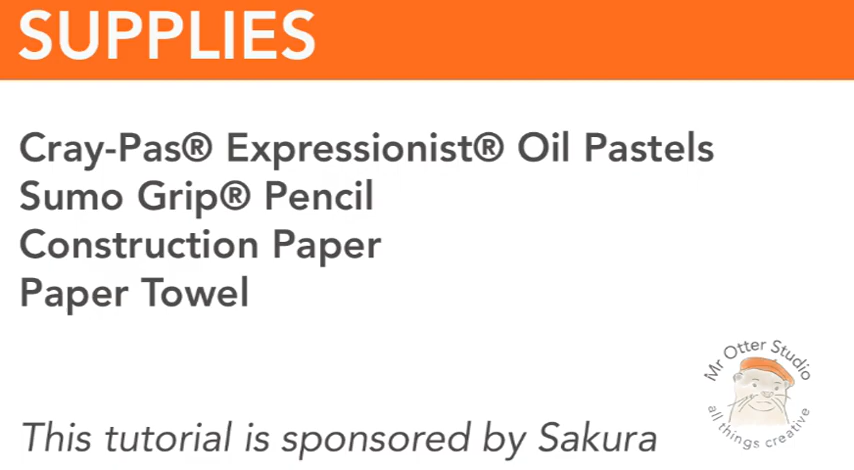 SUPPLIES
Cray-Pas® Expressionist® Oil Pastels
Sumo Grip® Pencil
Construction Paper
Paper Towel
Mr Otter Studio
all things creative
This tutorial is sponsored by Sakura